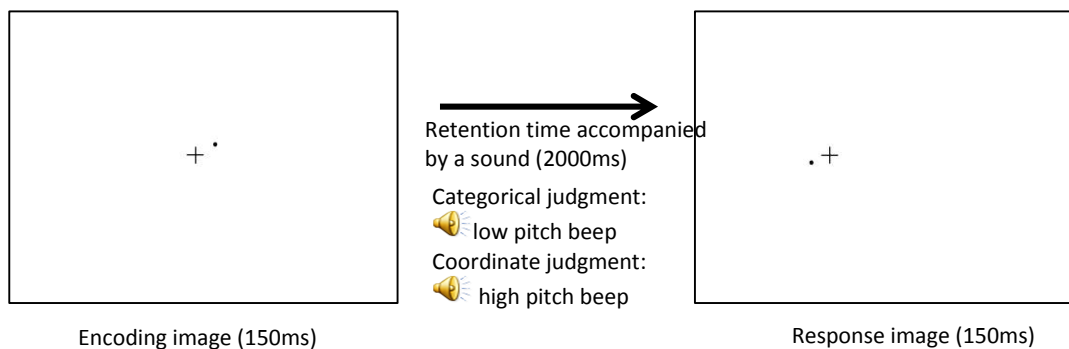 Retention time accompanied
by a sound (2000ms)
Categorical judgment:
low pitch beep
Coordinate judgment:
high pitch beep
Encoding image (150ms)
Response image (150ms)